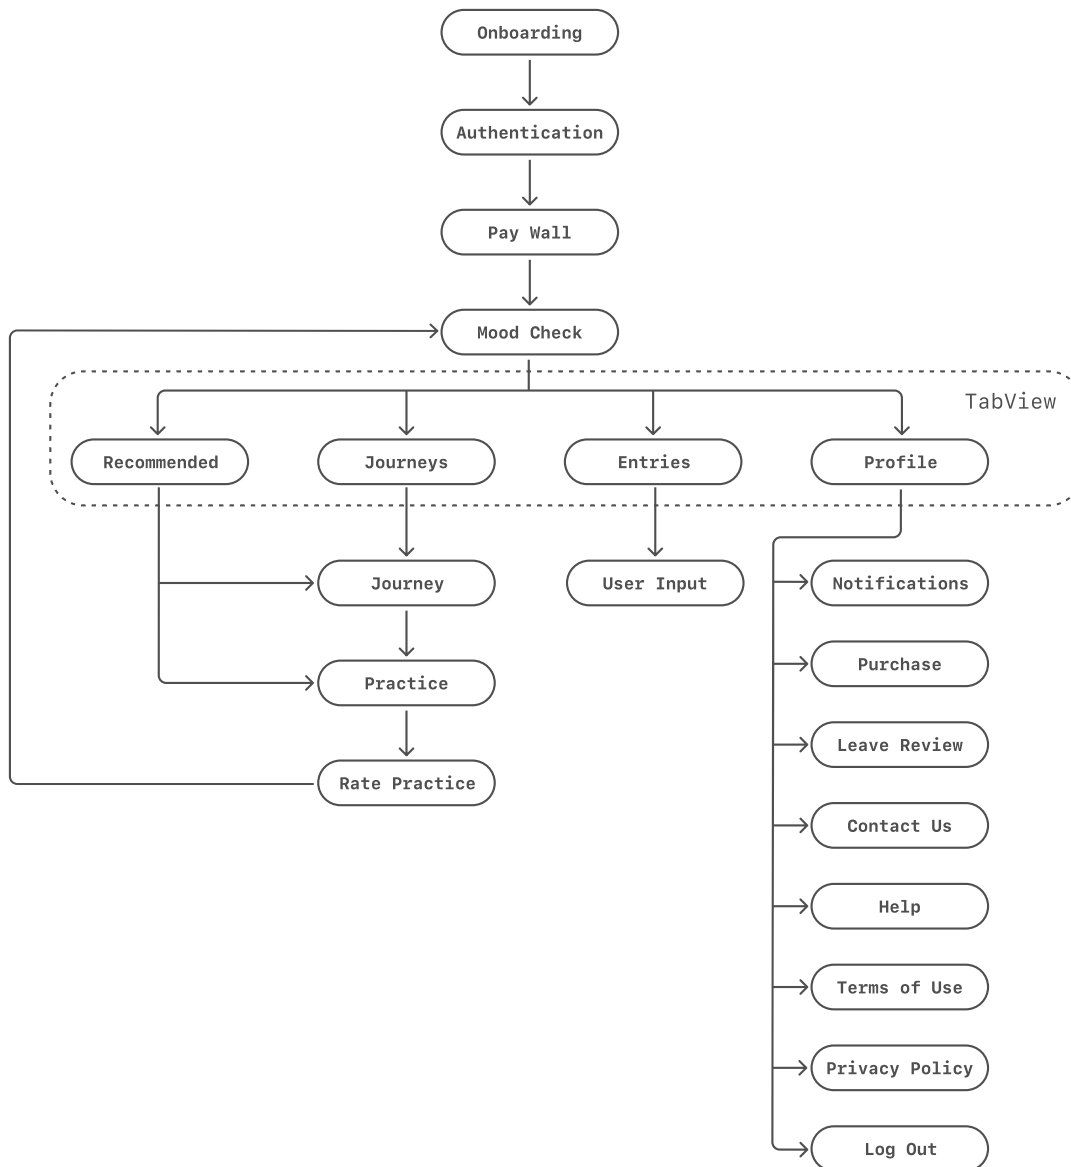 Onboarding
Authentication
Pay Wall
Mood Check
TabView
Recommended
Journeys
Entries
Profile
Journey
User Input
Notifications
Purchase
Practice
Leave Review
Rate Practice
Contact Us
Help
Terms of Use
Privacy Policy
Log Out